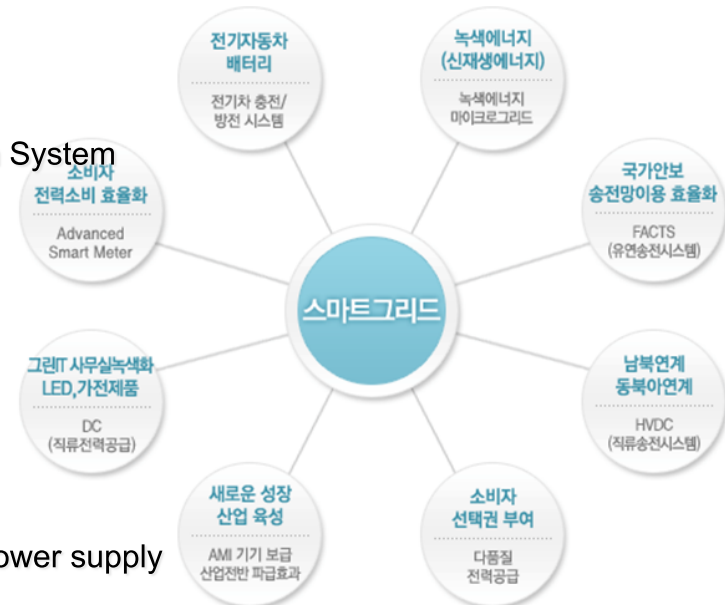 전기자동차
배터리
전기차 충전/
방전 시스템
녹색에너지
(신재생에너지)
녹색에너지
마이크로그리드
System
소비자
전력소비 효율화
Advanced
Smart Meter
국가안보
송전망이용 효율화
FACTS
(유연송전시스템)
스마트그리드
그린IT 사무실녹색화
LED,가전제품
DC
(직류전력공급)
남북연계
동북아연계
HVDC
(직류송전시스템)
새로운 성장
산업 육성
AMI 기기 보급
산업전반 파급효과
소비자
선택권 부여
다품질
전력공급
ower supply